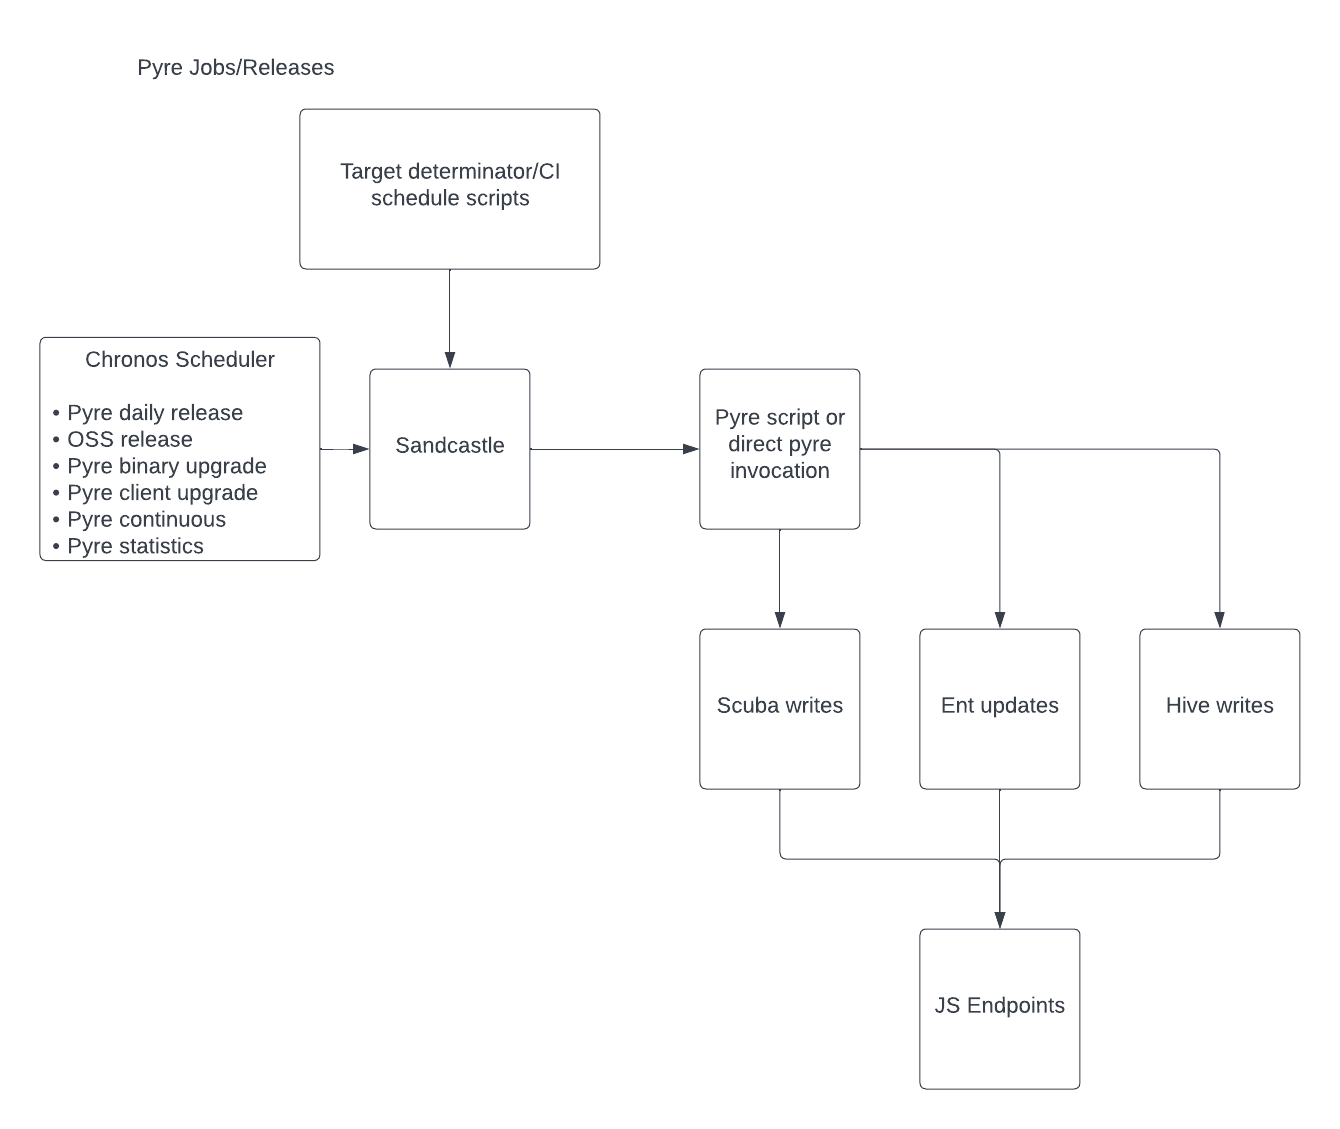 Pyre Jobs/Releases
Target determinator/CI
schedule scripts
Chronos Scheduler
• Pyre daily release
• OSS release
• Pyre binary upgrade
• Pyre client upgrade
• Pyre continuous
• Pyre statistics
Sandcastle
Pyre script or
direct pyre
invocation
Scuba writes
Ent updates
Hive writes
JS Endpoints